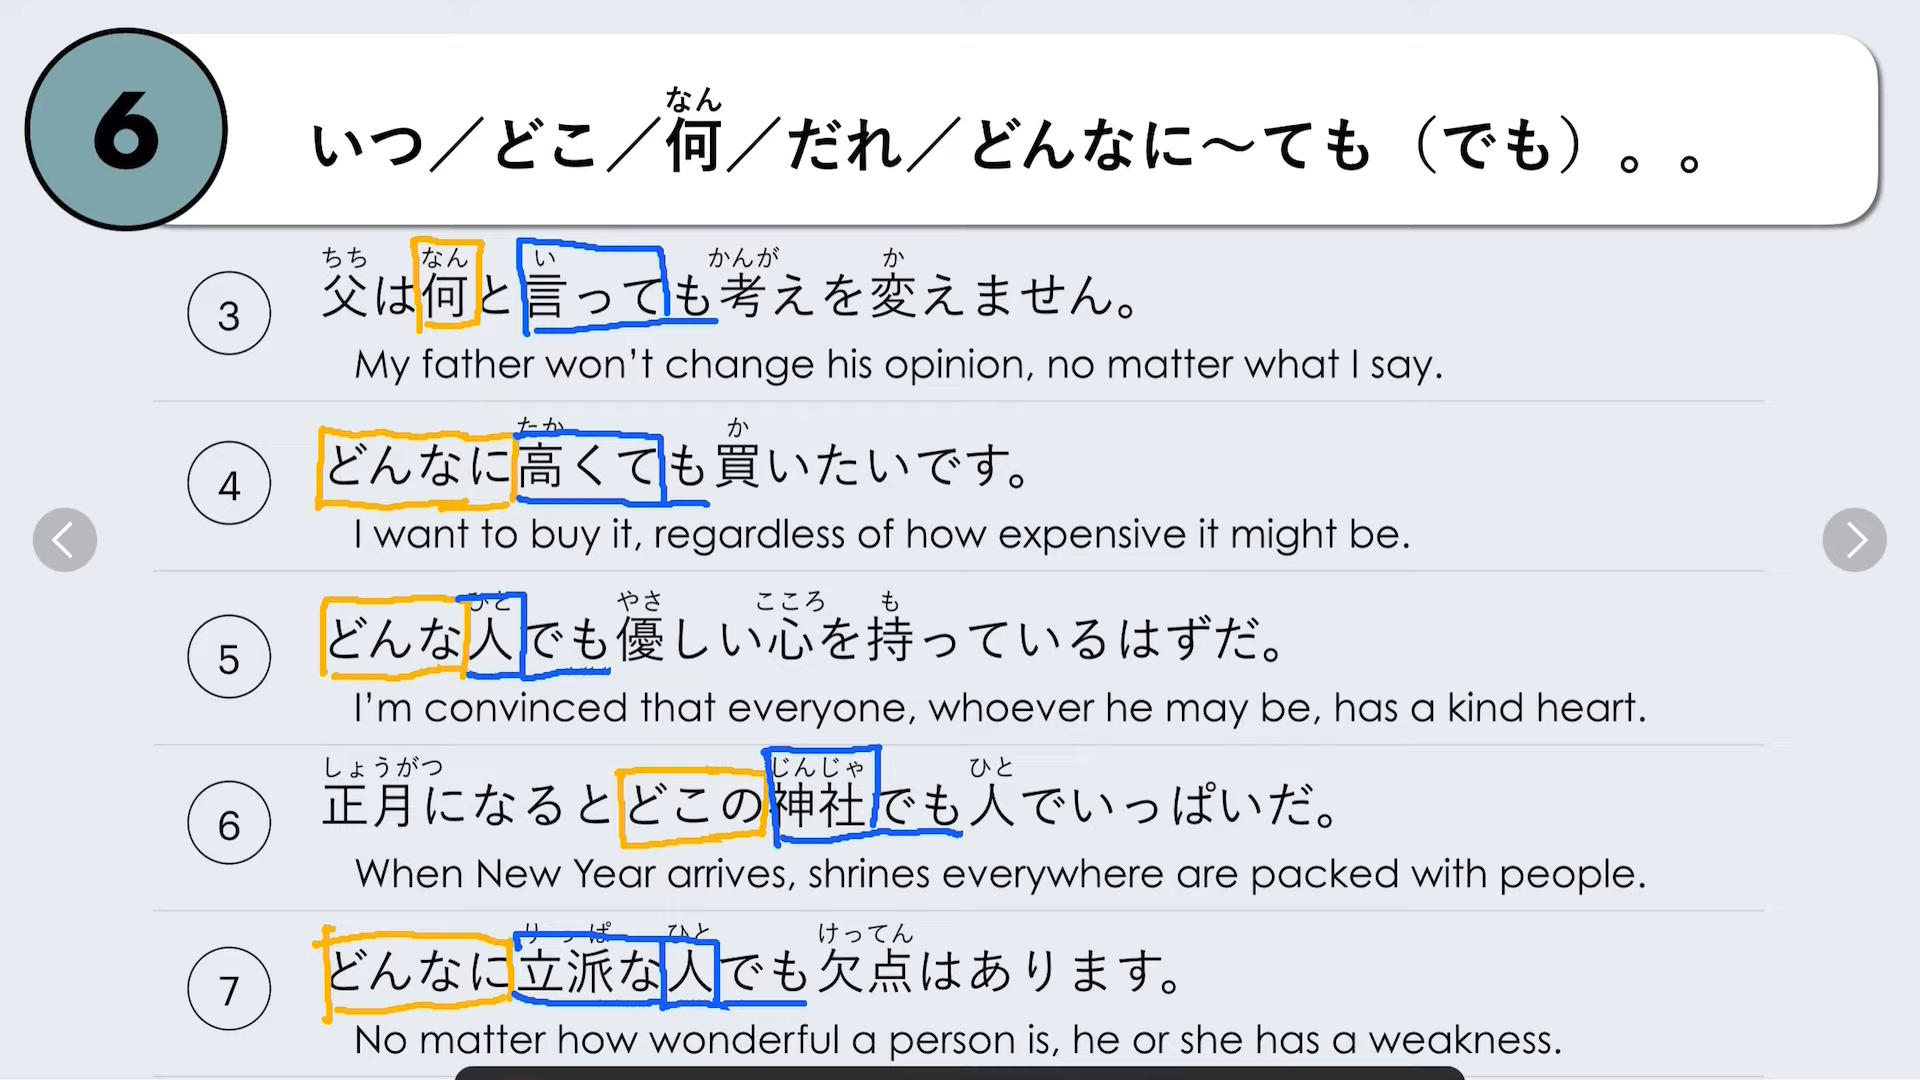 6
なん
いつ／どこ／何／だれ／どんなに～ても（でも）。。
ちち なん い かんが か
3 父は何と言っても考えを変えません。
My father won't change his opinion, no matter what I say.
たか か
4 どんなに高くても買いたいです。
I want to buy it, regardless of how expensive it might be.
ひと やさ こころ も
5 どんな人でも優しい心を持っているはずだ。
I'm convinced that everyone, whoever he may be, has a kind heart.
しょうがつ じんじゃ ひと
6 正月になるとどこの神社でも人でいっぱいだ。
When New Year arrives, shrines everywhere are packed with people.
りっぱ ひと けってん
7 どんなに立派な人でも欠点はあります。
No matter how wonderful a person is, he or she has a weakness.